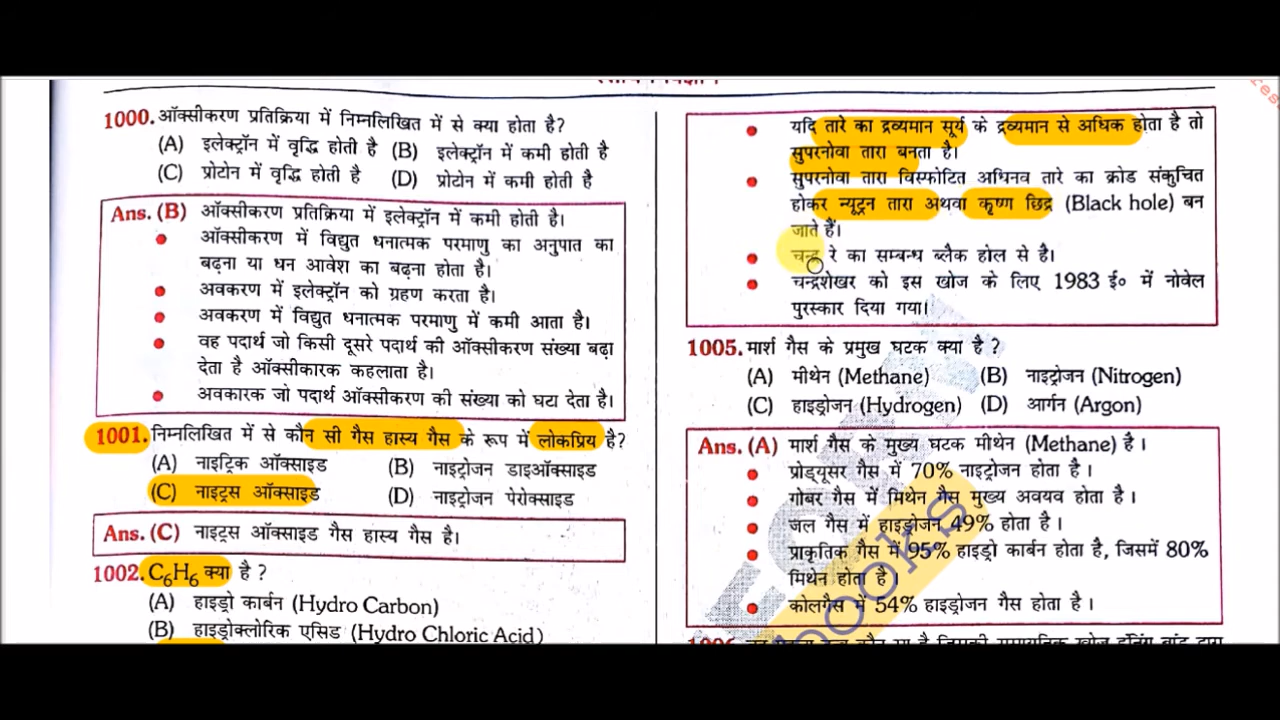 1000. ऑक्सीकरण प्रतिक्रिया में निम्नलिखित में से क्या होता है?
(A) इलेक्ट्रॉन में वृद्धि होती है (B) इलेक्ट्रॉन में कमी होती है
(C) प्रोटोन में वृद्धि होती है (D) प्रोटोन में कमी होती है
Ans. (B) ऑक्सीकरण प्रतिक्रिया में इलेक्ट्रॉन में कमी होती है।
● ऑक्सीकरण में विद्युत धनात्मक परमाणु का अनुपात का
बढ़ना या धन आवेश का बढ़ना होता है।
● अवकरण में इलेक्ट्रॉन को ग्रहण करता है।
● अवकरण में विद्युत धनात्मक परमाणु में कमी आता है।
● वह पदार्थ जो किसी दूसरे पदार्थ की ऑक्सीकरण संख्या बढ़ा
देता है ऑक्सीकारक कहलाता है।
● अवकारक जो पदार्थ ऑक्सीकरण की संख्या को घटा देता है।
1001. निम्नलिखित में से कौन सी गैस हास्य गैस के रूप में लोकप्रिय है?
(A) नाइट्रिक ऑक्साइड (B) नाइट्रोजन डाइऑक्साइड
(C) नाइट्रस ऑक्साइड (D) नाइट्रोजन पेरोक्साइड
Ans. (C) नाइट्रस ऑक्साइड गैस हास्य गैस है।
1002. C₆H₆ क्या है ?
(A) हाइड्रो कार्बन (Hydro Carbon)
(B) हाइड्रोक्लोरिक एसिड (Hydro Chloric Acid)
● यदि तारे का द्रव्यमान सूर्य के द्रव्यमान से अधिक होता है तो
सुपरनोवा तारा बनता है।
● सुपरनोवा तारा विस्फोटित अभिनव तारे का क्रोड संकुचित
होकर न्यूट्रन तारा अथवा कृष्ण छिद्र (Black hole) बन
जाते हैं।
● चन्द्र रे का सम्बन्ध ब्लैक होल से है।
● चन्द्रशेखर को इस खोज के लिए 1983 ई० में नोवेल
पुरस्कार दिया गया।
1005. मार्श गैस के प्रमुख घटक क्या है ?
(A) मीथेन (Methane) (B) नाइट्रोजन (Nitrogen)
(C) हाइड्रोजन (Hydrogen) (D) आर्गन (Argon)
Ans. (A) मार्श गैस के मुख्य घटक मीथेन (Methane) है।
● प्रोड्यूसर गैस में 70% नाइट्रोजन होता है।
● गोबर गैस में मिथेन गैस मुख्य अवयव होता है।
● जल गैस में हाइड्रोजन 49% होता है।
● प्राकृतिक गैस में 95% हाइड्रो कार्बन होता है, जिसमें 80%
मिथेन होता है।
● कोलगैस में 54% हाइड्रोजन गैस होता है।